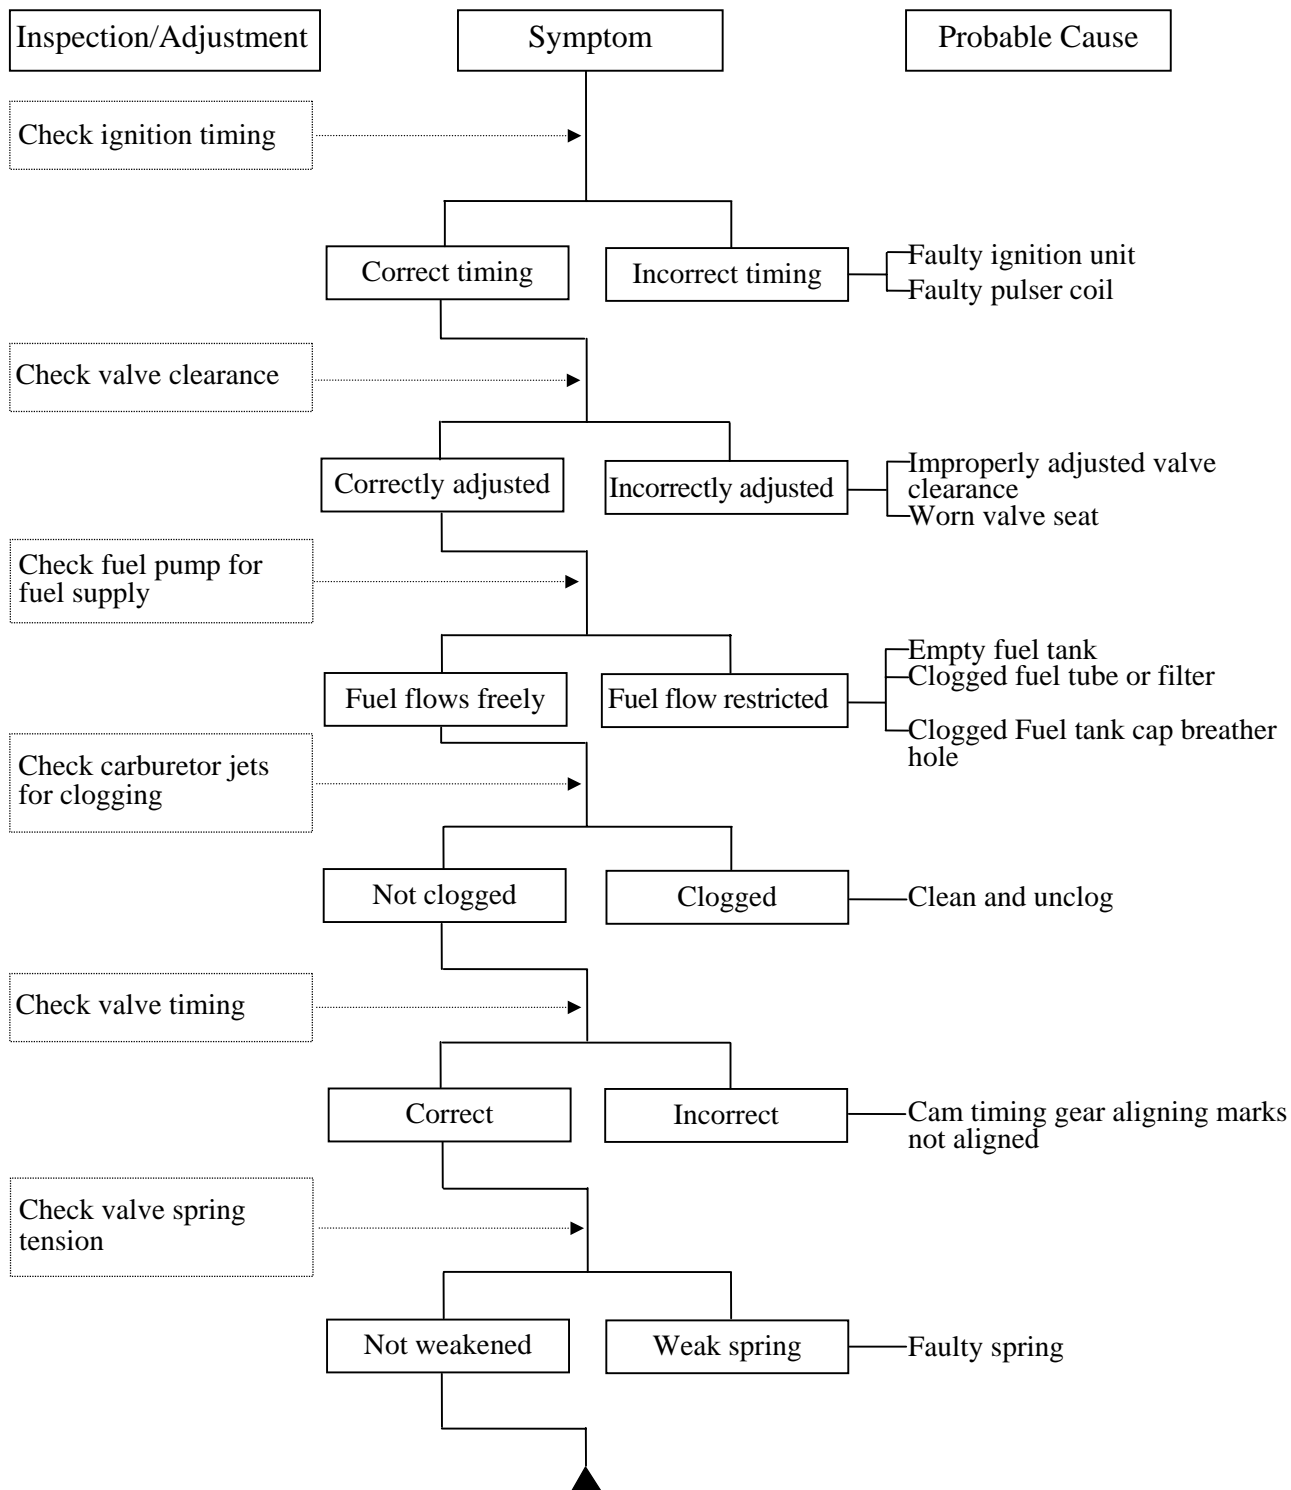 Inspection/Adjustment
Symptom
Probable Cause
Check ignition timing
Correct timing
Incorrect timing
Faulty ignition unit
Faulty pulser coil
Check valve clearance
Correctly adjusted
Incorrectly adjusted
Improperly adjusted valve
clearance
Worn valve seat
Check fuel pump for
fuel supply
Fuel flows freely
Fuel flow restricted
Empty fuel tank
Clogged fuel tube or filter
Clogged Fuel tank cap breather
hole
Check carburetor jets
for clogging
Not clogged
Clogged
Clean and unclog
Check valve timing
Correct
Incorrect
Cam timing gear aligning marks
not aligned
Check valve spring
tension
Not weakened
Weak spring
Faulty spring